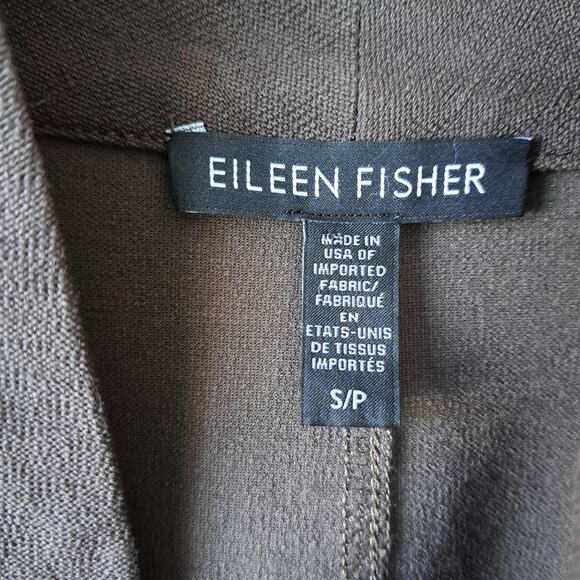 EILEEN FISHER
MADE IN
USA OF
IMPORTED
FABRIC/
FABRIQUÉ
EN
ETATS-UNIS
DE TISSUS
IMPORTÉS
S/P